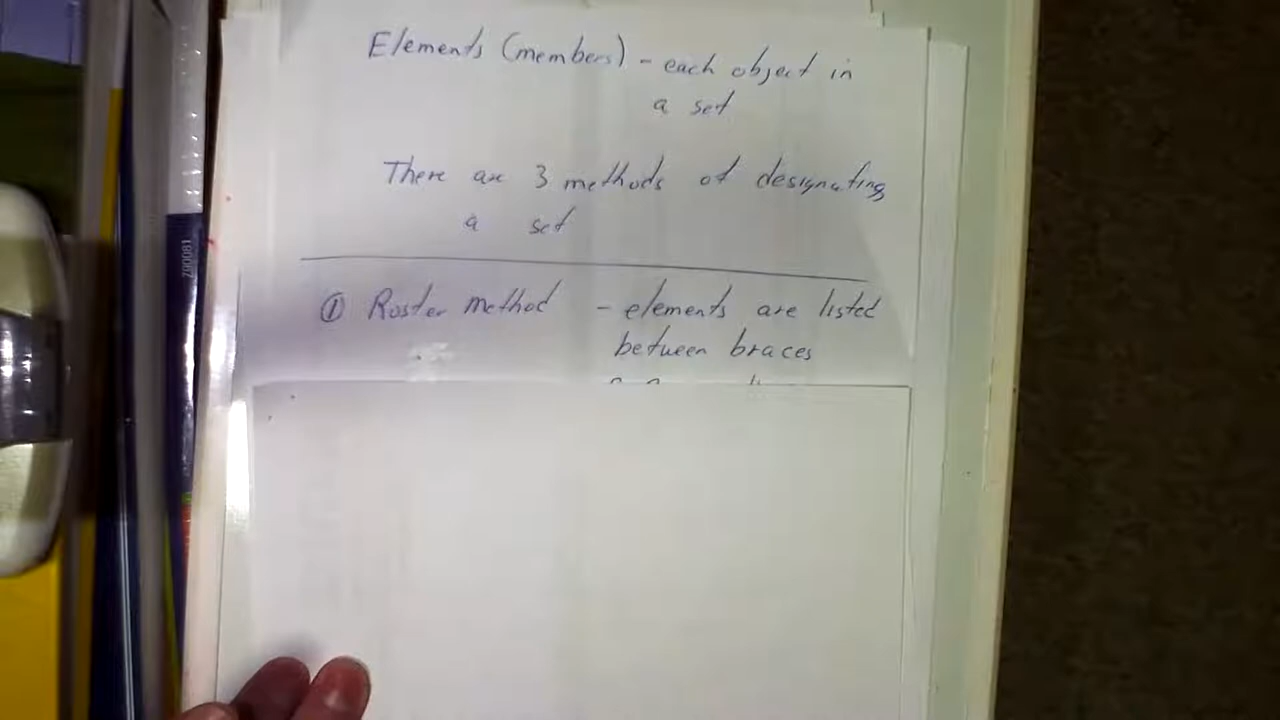 Elements (members) - each object in
a set
There are 3 methods of designating
a set
① Roster method - elements are listed
between braces
Z90081